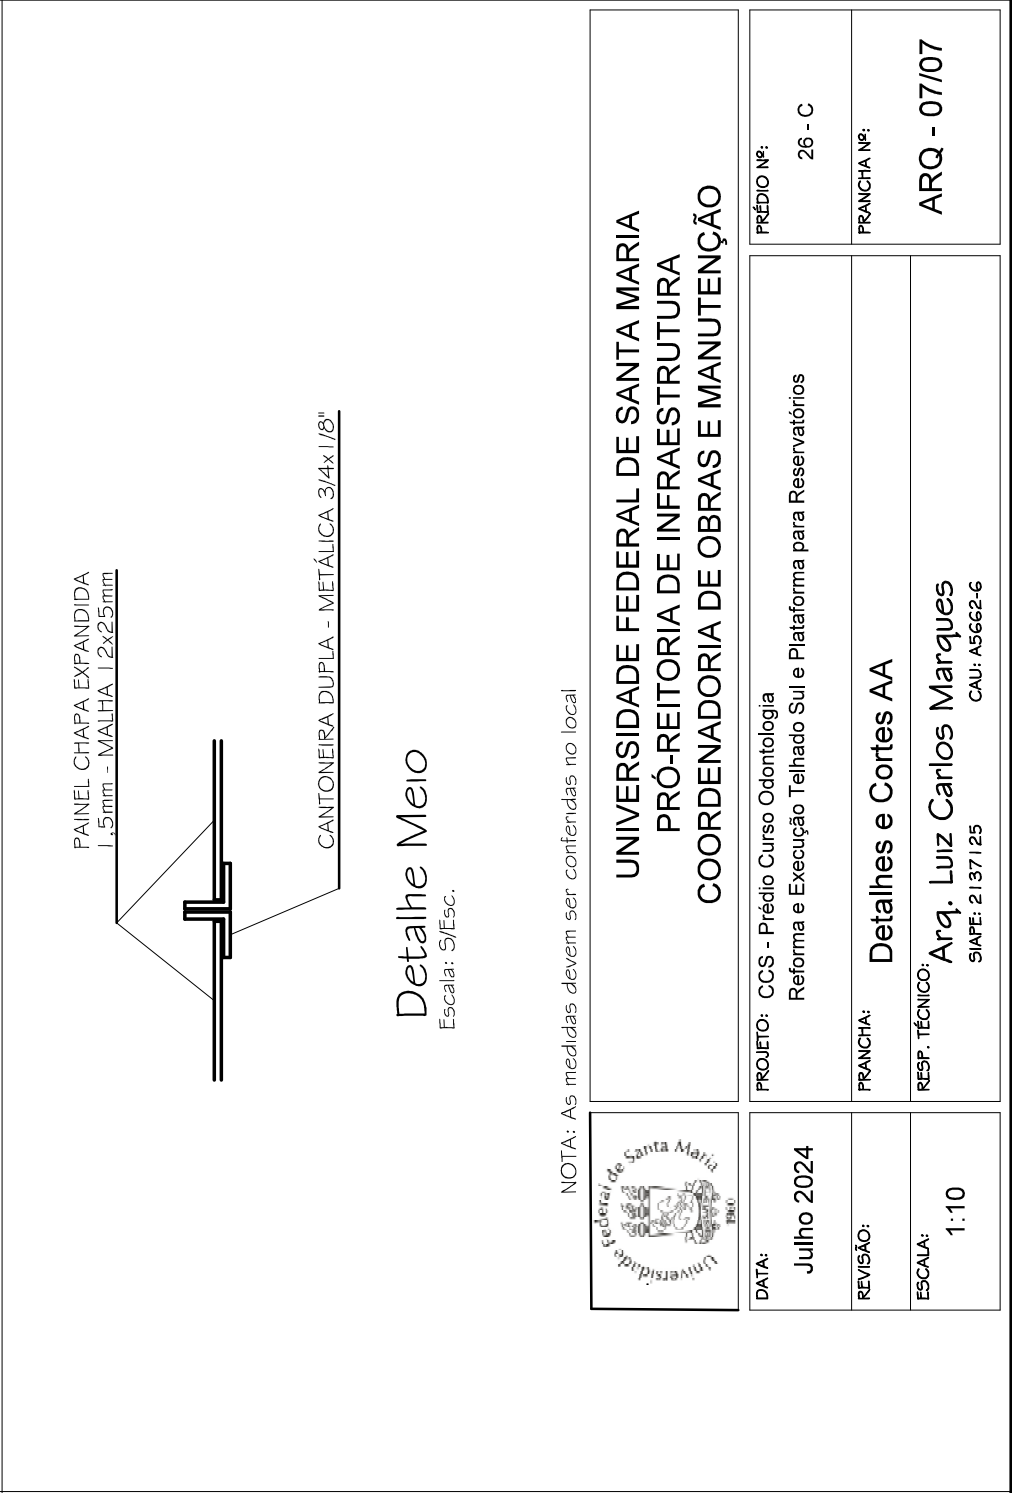 PAINEL CHAPA EXPANDIDA
1,5mm - MALHA 12x25mm
CANTONEIRA DUPLA - METÁLICA 3/4x1/8"
Detalhe Meio
Escala: S/Esc.
NOTA: As medidas devem ser conferidas no local
Universidade Federal de Santa Maria
1960
UNIVERSIDADE FEDERAL DE SANTA MARIA
PRÓ-REITORIA DE INFRAESTRUTURA
COORDENADORIA DE OBRAS E MANUTENÇÃO
DATA:
Julho 2024
PROJETO: CCS - Prédio Curso Odontologia
Reforma e Execução Telhado Sul e Plataforma para Reservatórios
PRÉDIO Nº:
26 - C
REVISÃO:
PRANCHA:
Detalhes e Cortes AA
PRANCHA Nº:
ARQ - 07/07
ESCALA:
1:10
RESP. TÉCNICO:
Arq. Luiz Carlos Marques
SIAPE: 2137125 CAU: A5662-6